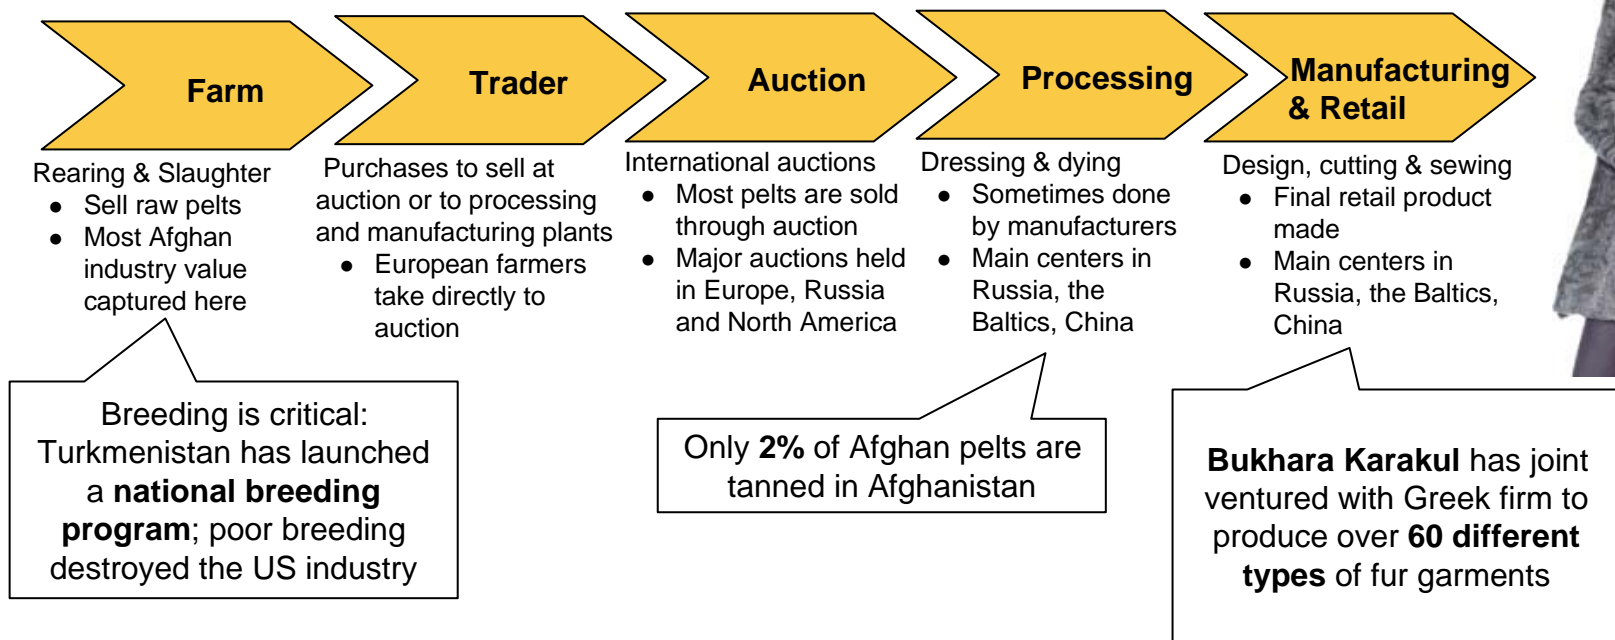 Farm
Trader
Auction
Processing
Manufacturing
& Retail
Rearing & Slaughter
● Sell raw pelts
● Most Afghan
industry value
captured here
Purchases to sell at
auction or to processing
and manufacturing plants
● European farmers
take directly to
auction
International auctions
● Most pelts are sold
through auction
● Major auctions held
in Europe, Russia
and North America
Dressing & dying
● Sometimes done
by manufacturers
● Main centers in
Russia, the
Baltics, China
Design, cutting & sewing
● Final retail product
made
● Main centers in
Russia, the Baltics,
China
Breeding is critical:
Turkmenistan has launched
a national breeding
program; poor breeding
destroyed the US industry
Only 2% of Afghan pelts are
tanned in Afghanistan
Bukhara Karakul has joint
ventured with Greek firm to
produce over 60 different
types of fur garments